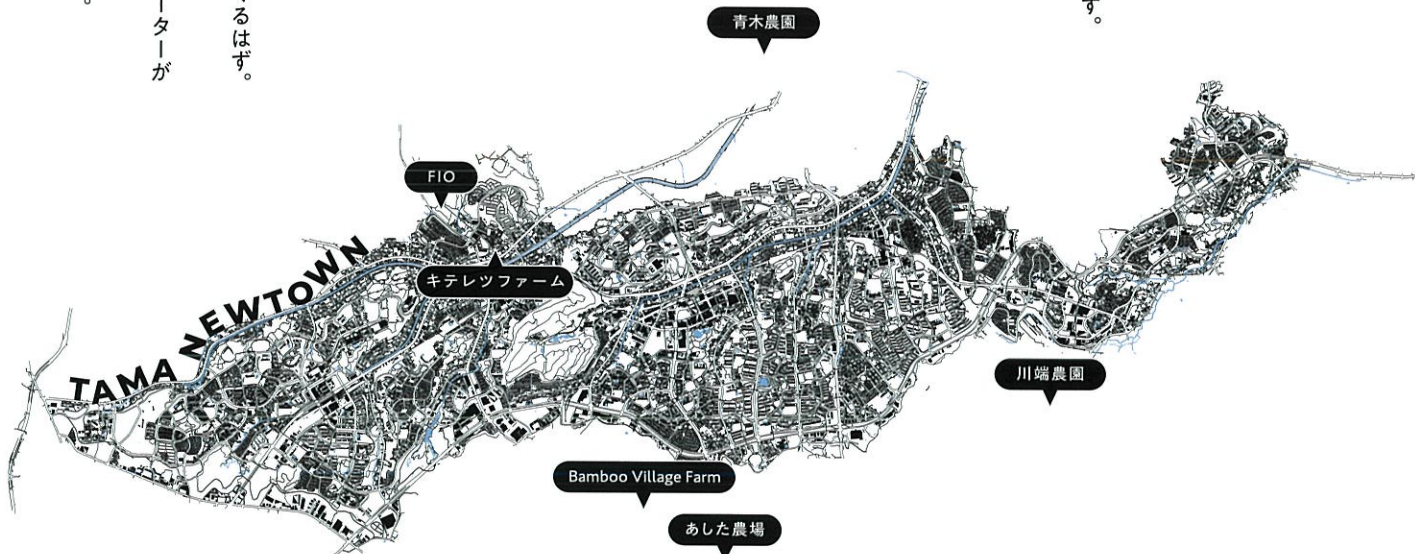 す。
るはず。
ーターが
。
青木農園
FIO
キテレツファーム
TAMA NEWTOWN
川端農園
Bamboo Village Farm
あした農場